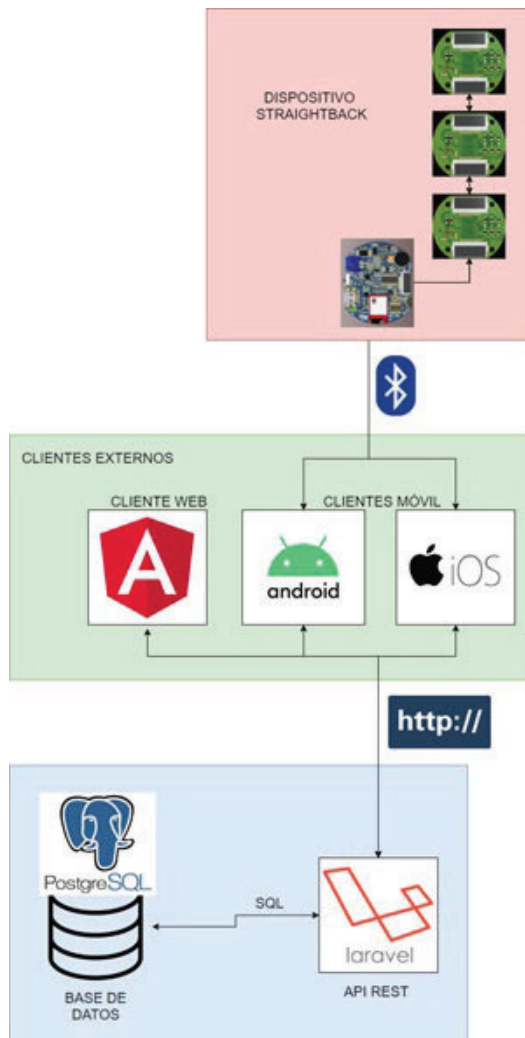 DISPOSITIVO
STRAIGHTBACK
CLIENTES EXTERNOS
CLIENTE WEB
CLIENTES MÓVIL
A
android
iOS
http://
PostgreSQL
SQL
laravel
BASE DE
DATOS
API REST